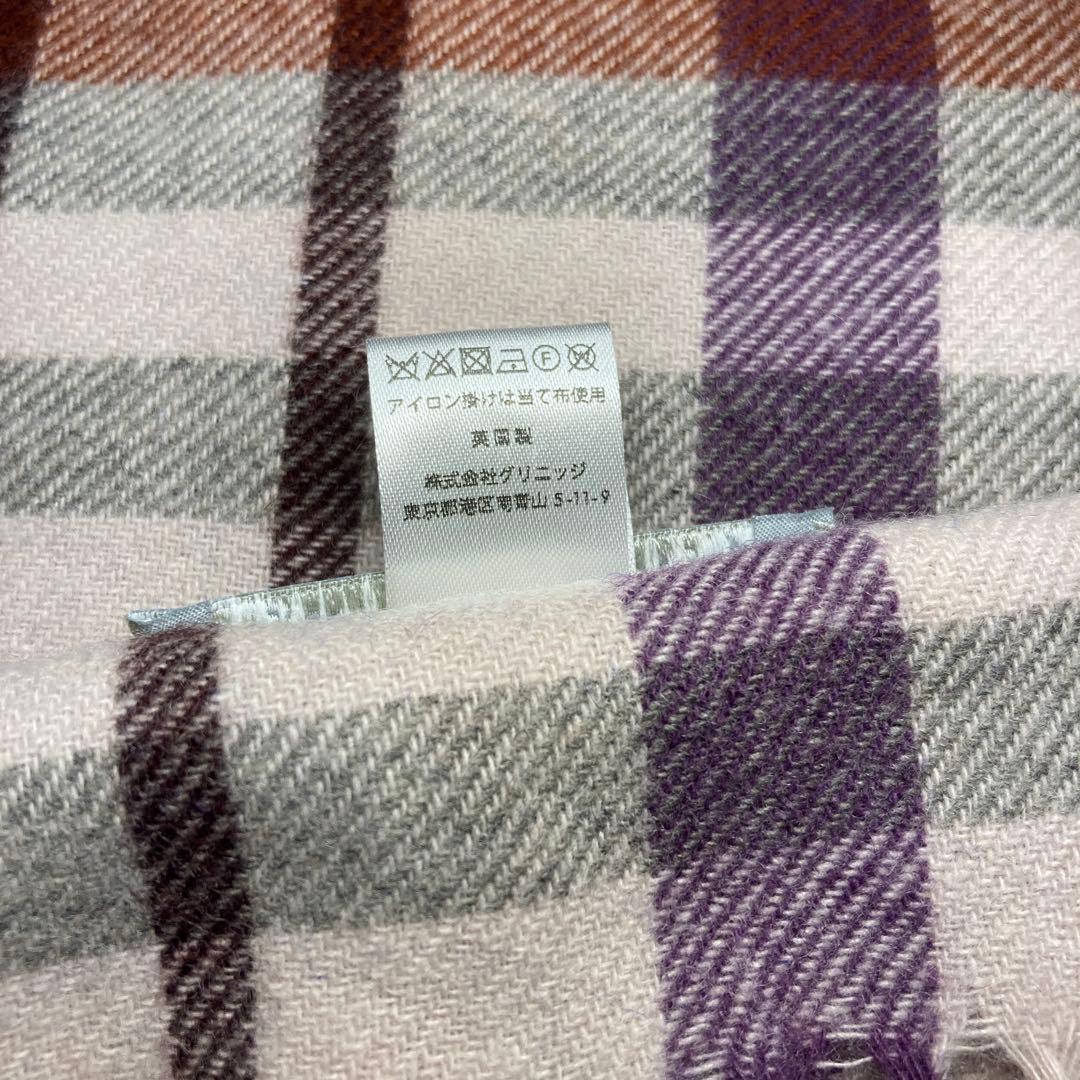 F
アイロン掛けは当て布使用
英国製
株式会社グリニッジ
東京都港区南青山 5-11-9